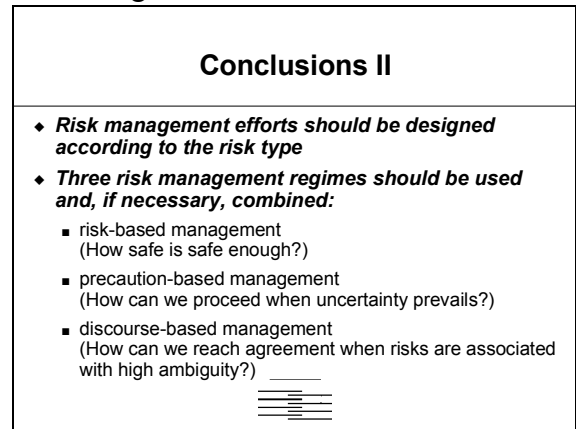 Conclusions II
◆ Risk management efforts should be designed
according to the risk type
◆ Three risk management regimes should be used
and, if necessary, combined:
■ risk-based management
(How safe is safe enough?)
■ precaution-based management
(How can we proceed when uncertainty prevails?)
■ discourse-based management
(How can we reach agreement when risks are associated
with high ambiguity?)